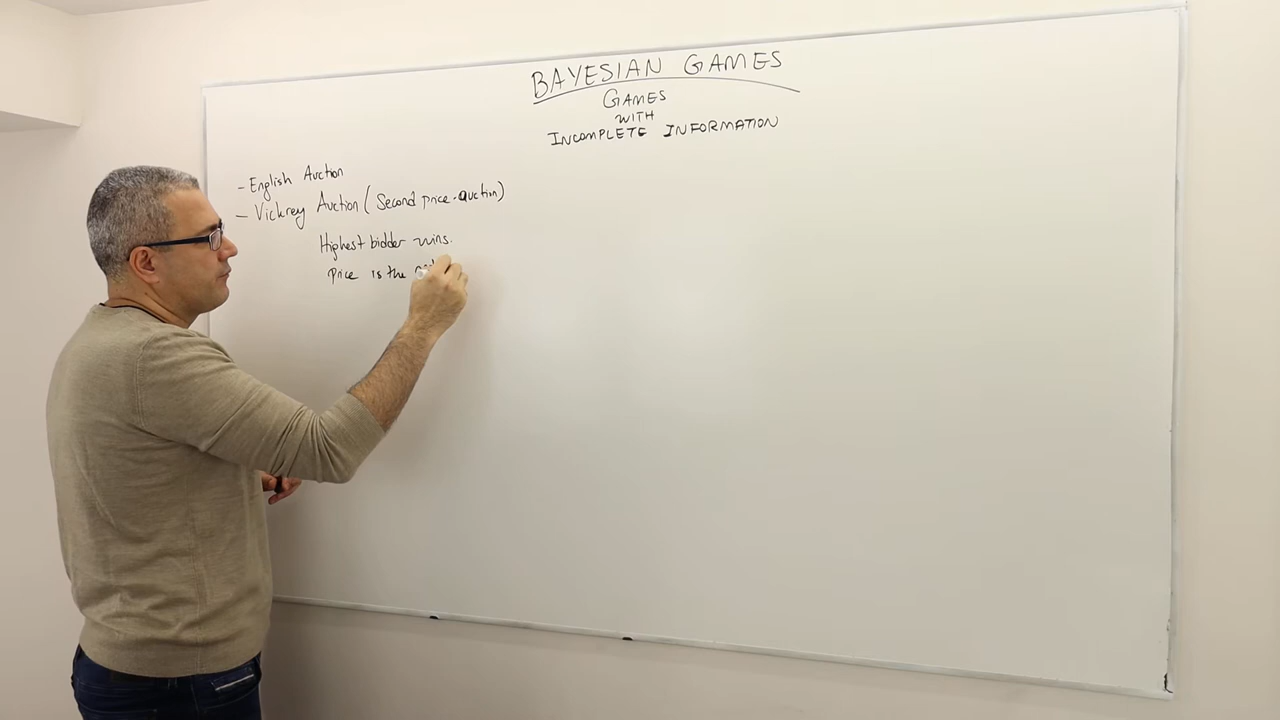 BAYESIAN GAMES
GAMES
WITH
INCOMPLETE INFORMATION
- English Auction
- Vickrey Auction (Second price-auction)
Highest bidder wins.
Price is the